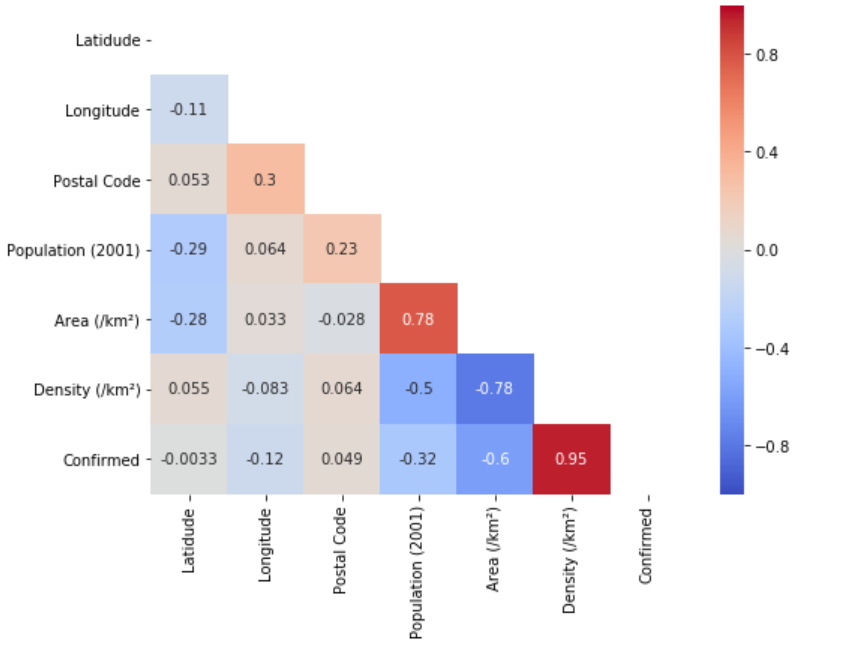 Latidude
Longitude -0.11
Postal Code 0.053 0.3
Population (2001) -0.29 0.064 0.23
Area (/km²) -0.28 0.033 -0.028 0.78
Density (/km²) 0.055 -0.083 0.064 -0.5 -0.78
Confirmed -0.0033 -0.12 0.049 -0.32 -0.6 0.95
Latidude
Longitude
Postal Code
Population (2001)
Area (/km²)
Density (/km²)
Confirmed
0.8
0.4
0.0
−0.4
−0.8